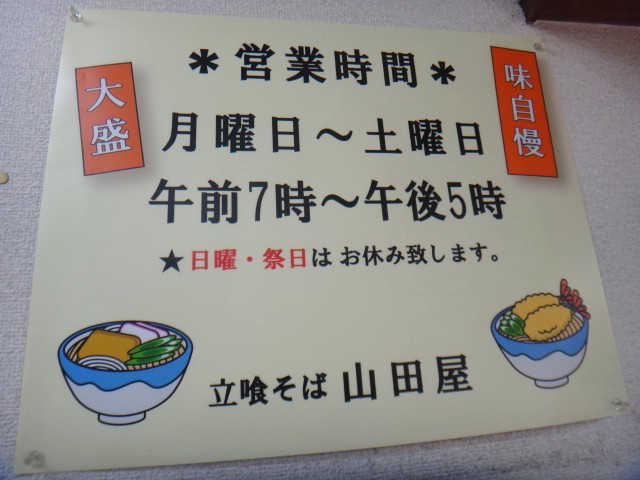 ＊営業時間＊
大盛
味自慢
月曜日～土曜日
午前7時～午後5時
★日曜・祭日は お休み致します。
立喰そば 山田屋